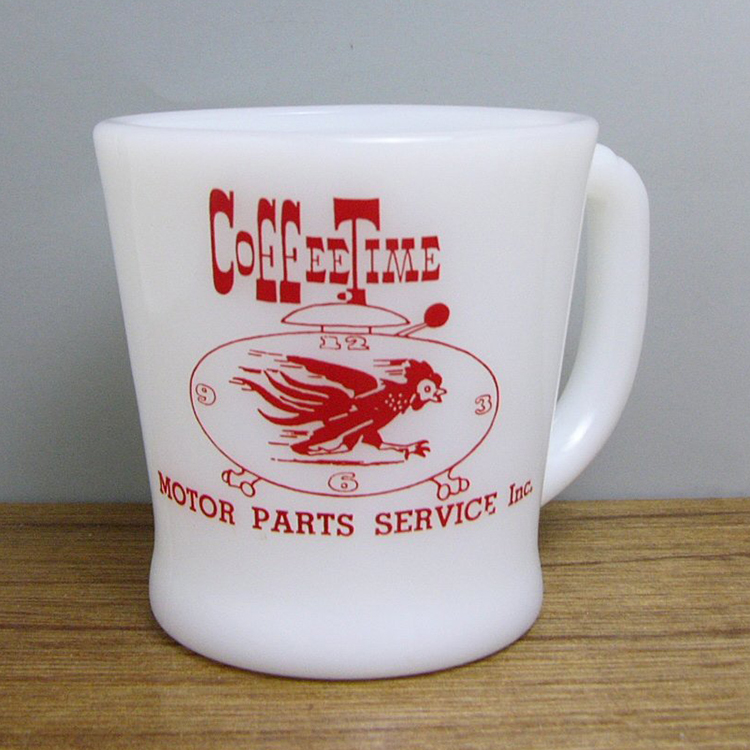 CoffeeTime
12
9 3
6
MOTOR PARTS SERVICE Inc.